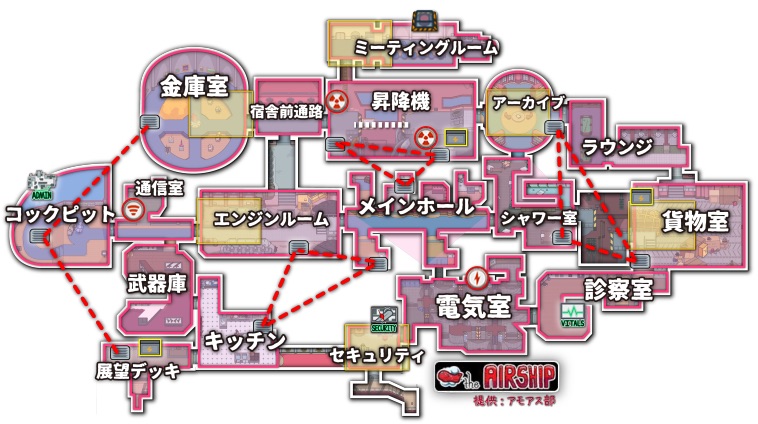 ミーティングルーム
金庫室
宿舎前通路
昇降機
アーカイブ
ラウンジ
ADMIN
通信室
コックピット
エンジンルーム
メインホール
シャワー室
貨物室
武器庫
電気室
診察室
VITALS
SECURITY
キッチン
セキュリティ
展望デッキ
the AIRSHIP
提供：アモアス部